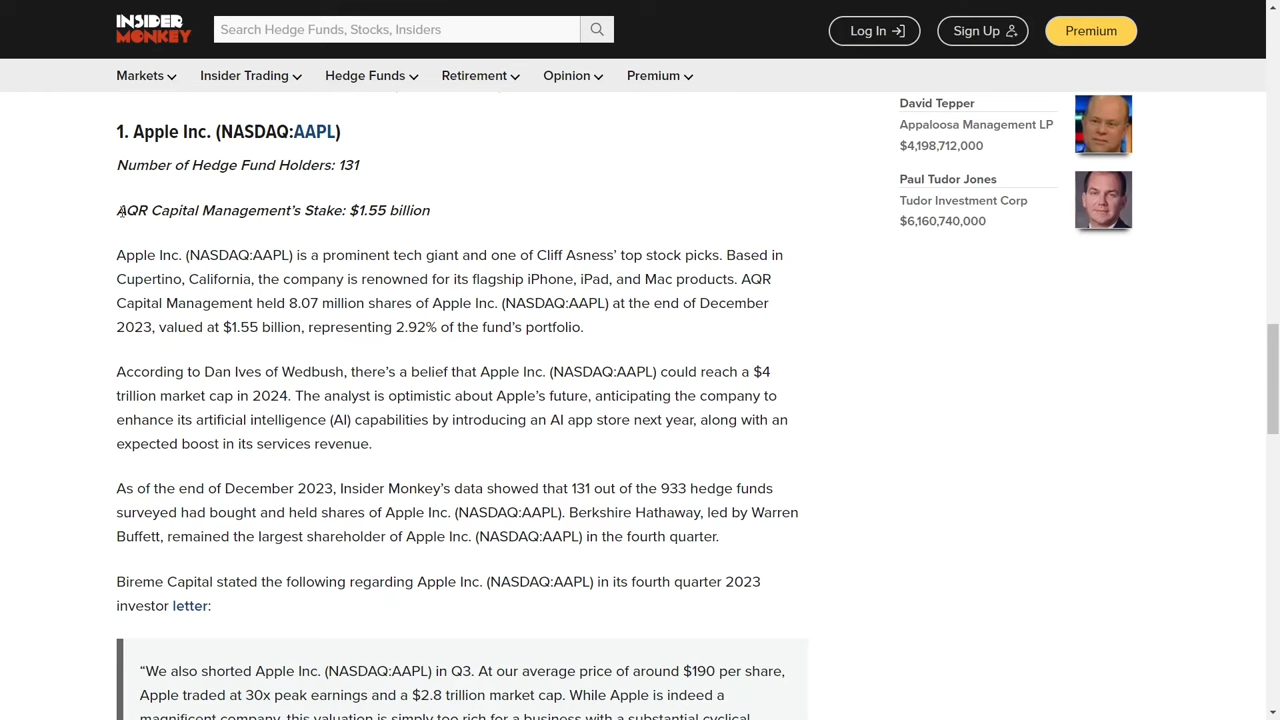 INSIDER
MONKEY
Search Hedge Funds, Stocks, Insiders
Log In
Sign Up
Premium
Markets
Insider Trading
Hedge Funds
Retirement
Opinion
Premium
1. Apple Inc. (NASDAQ:AAPL)
Number of Hedge Fund Holders: 131
AQR Capital Management’s Stake: $1.55 billion
Apple Inc. (NASDAQ:AAPL) is a prominent tech giant and one of Cliff Asness’ top stock picks. Based in
Cupertino, California, the company is renowned for its flagship iPhone, iPad, and Mac products. AQR
Capital Management held 8.07 million shares of Apple Inc. (NASDAQ:AAPL) at the end of December
2023, valued at $1.55 billion, representing 2.92% of the fund’s portfolio.
According to Dan Ives of Wedbush, there’s a belief that Apple Inc. (NASDAQ:AAPL) could reach a $4
trillion market cap in 2024. The analyst is optimistic about Apple’s future, anticipating the company to
enhance its artificial intelligence (AI) capabilities by introducing an AI app store next year, along with an
expected boost in its services revenue.
As of the end of December 2023, Insider Monkey’s data showed that 131 out of the 933 hedge funds
surveyed had bought and held shares of Apple Inc. (NASDAQ:AAPL). Berkshire Hathaway, led by Warren
Buffett, remained the largest shareholder of Apple Inc. (NASDAQ:AAPL) in the fourth quarter.
Bireme Capital stated the following regarding Apple Inc. (NASDAQ:AAPL) in its fourth quarter 2023
investor letter:
“We also shorted Apple Inc. (NASDAQ:AAPL) in Q3. At our average price of around $190 per share,
Apple traded at 30x peak earnings and a $2.8 trillion market cap. While Apple is indeed a
magnificent company, this valuation is simply too rich for a business with a substantial cyclical
David Tepper
Appaloosa Management LP
$4,198,712,000
Paul Tudor Jones
Tudor Investment Corp
$6,160,740,000